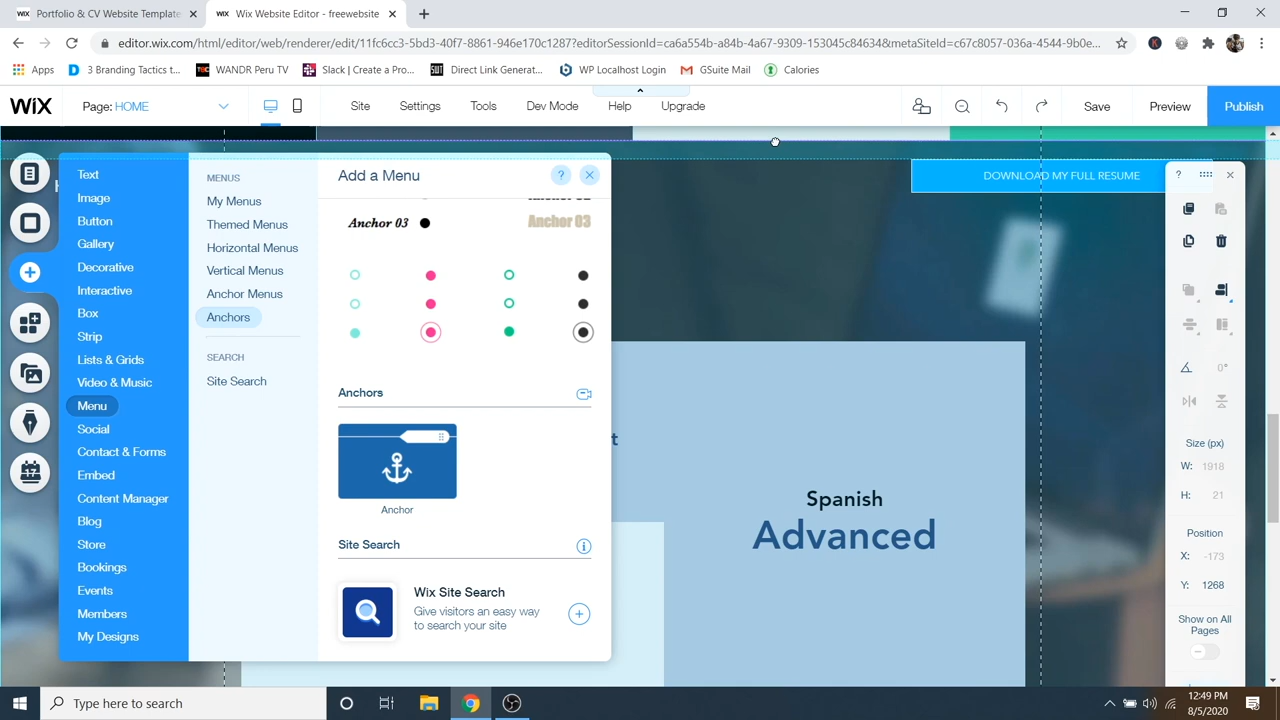 Portfolio & CV Website Template
Wix Website Editor - freewebsite
editor.wix.com/html/editor/web/renderer/edit/11fc6cc3-5bd3-40f7-8861-946e170c1287?editorSessionId=ca6a554b-a84b-4a67-9309-153045c84634&metaSiteId=c67c8057-036a-4544-9b0e...
Apps
3 Branding Tactics t...
WANDR Peru TV
Slack | Create a Pro...
Direct Link Generat...
WP Localhost Login
GSuite Mail
Calories
WiX
Page: HOME
Site
Settings
Tools
Dev Mode
Help
Upgrade
Save
Preview
Publish
Text
Image
Button
Gallery
Decorative
Interactive
Box
Strip
Lists & Grids
Video & Music
Menu
Social
Contact & Forms
Embed
Content Manager
Blog
Store
Bookings
Events
Members
My Designs
MENUS
My Menus
Themed Menus
Horizontal Menus
Vertical Menus
Anchor Menus
Anchors
SEARCH
Site Search
Add a Menu
?
Anchor 03
Anchor 03
Anchors
Anchor
Site Search
Wix Site Search
Give visitors an easy way
to search your site
DOWNLOAD MY FULL RESUME
Spanish
Advanced
?
0°
Size (px)
W: 1918
H: 21
Position
X: -173
Y: 1268
Show on All
Pages
Type here to search
12:49 PM
8/5/2020